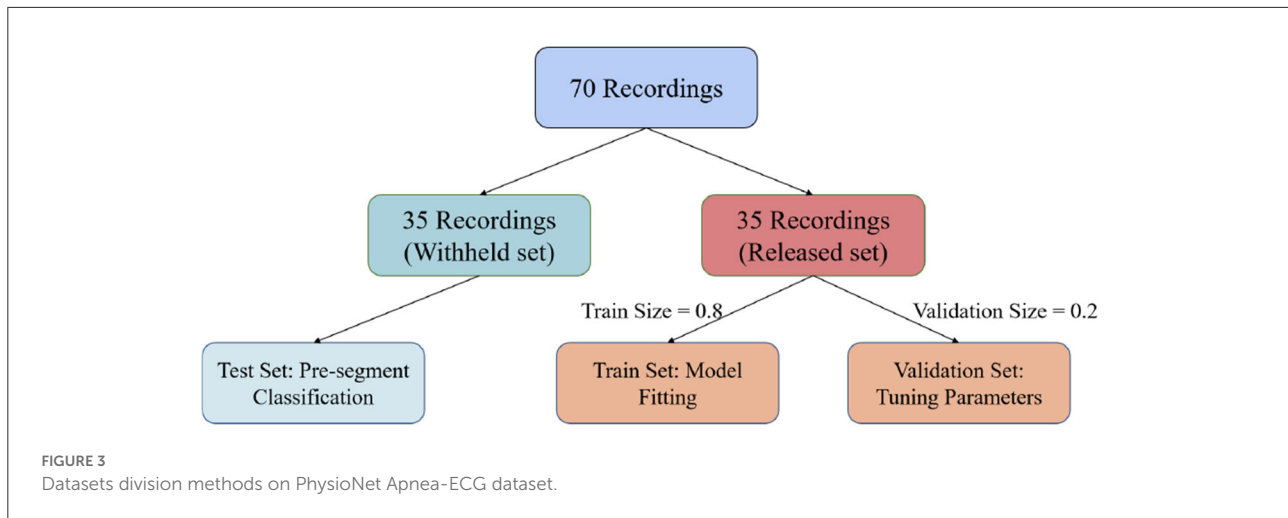 70 Recordings
35 Recordings
(Withheld set)
35 Recordings
(Released set)
Train Size = 0.8
Validation Size = 0.2
Test Set: Pre-segment
Classification
Train Set: Model
Fitting
Validation Set:
Tuning Parameters
FIGURE 3
Datasets division methods on PhysioNet Apnea-ECG dataset.